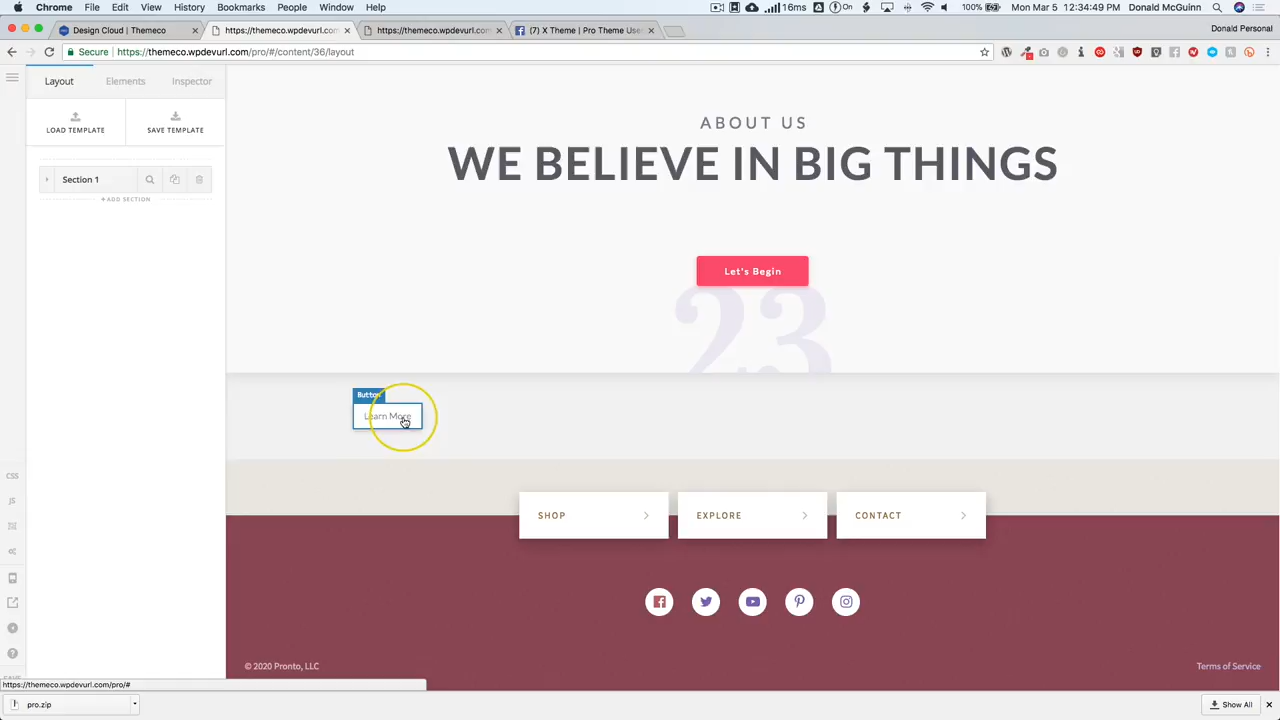 Chrome File Edit View History Bookmarks People Window Help
16ms On 100% Mon Mar 5 12:34:49 PM Donald McGuinn
Design Cloud | Themeco https://themeco.wpdevurl.com https://themeco.wpdevurl.com (7) X Theme | Pro Theme Use Donald Personal
Secure https://themeco.wpdevurl.com/pro/#/content/36/layout
Layout Elements Inspector
LOAD TEMPLATE SAVE TEMPLATE
Section 1
+ ADD SECTION
CSS
JS
ABOUT US
WE BELIEVE IN BIG THINGS
Let's Begin
23
Button
Learn More
SHOP EXPLORE CONTACT
© 2020 Pronto, LLC Terms of Service
https://themeco.wpdevurl.com/pro/#
pro.zip Show All